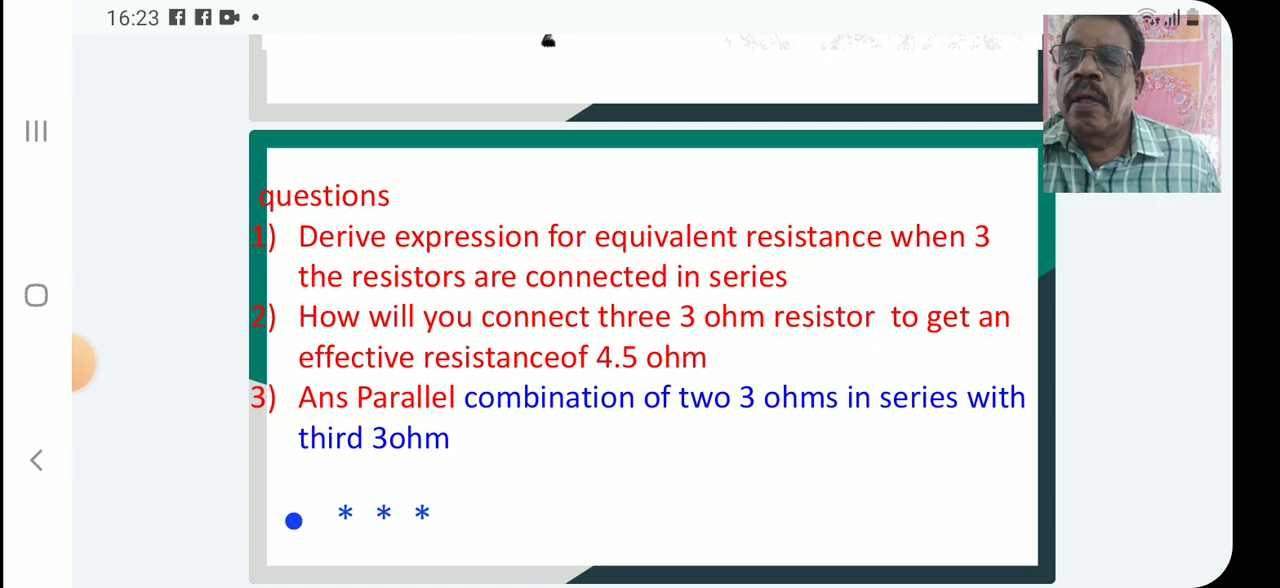 16:23
questions
1) Derive expression for equivalent resistance when 3
the resistors are connected in series
2) How will you connect three 3 ohm resistor to get an
effective resistanceof 4.5 ohm
3) Ans Parallel combination of two 3 ohms in series with
third 3ohm
• * * *